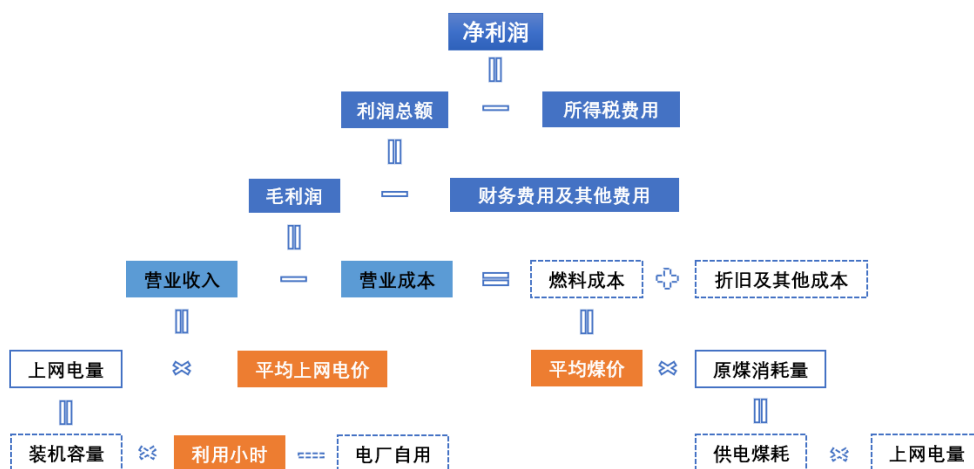 净利润
利润总额 所得税费用
毛利润 财务费用及其他费用
营业收入 营业成本 燃料成本 折旧及其他成本
上网电量 平均上网电价 平均煤价 原煤消耗量
装机容量 利用小时 电厂自用 供电煤耗 上网电量